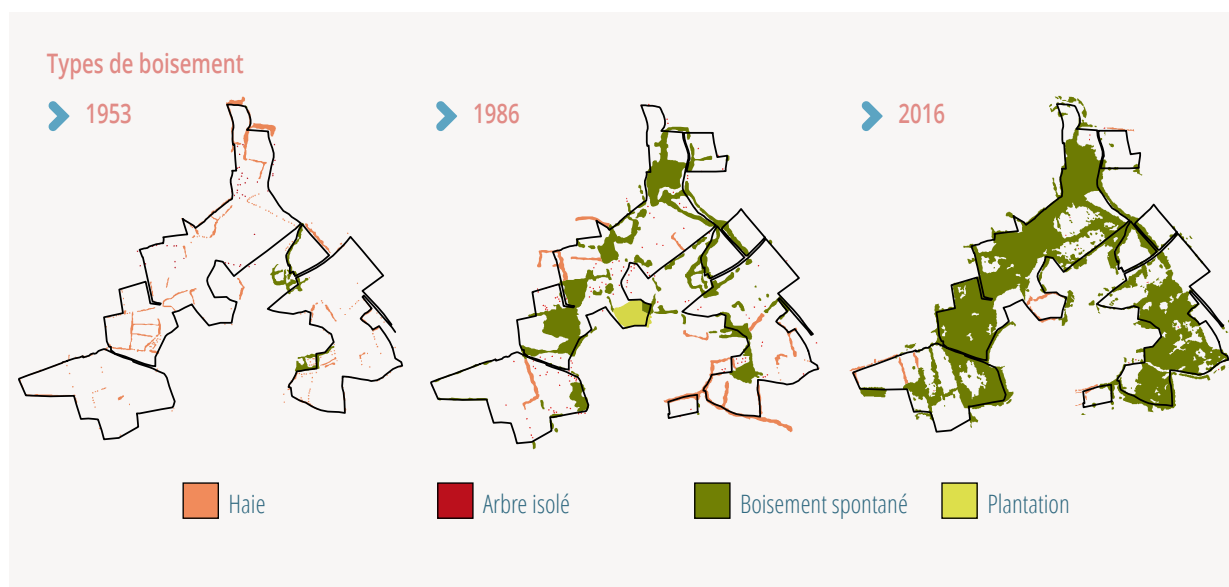 Types de boisement
1953
1986
2016
Haie
Arbre isolé
Boisement spontané
Plantation